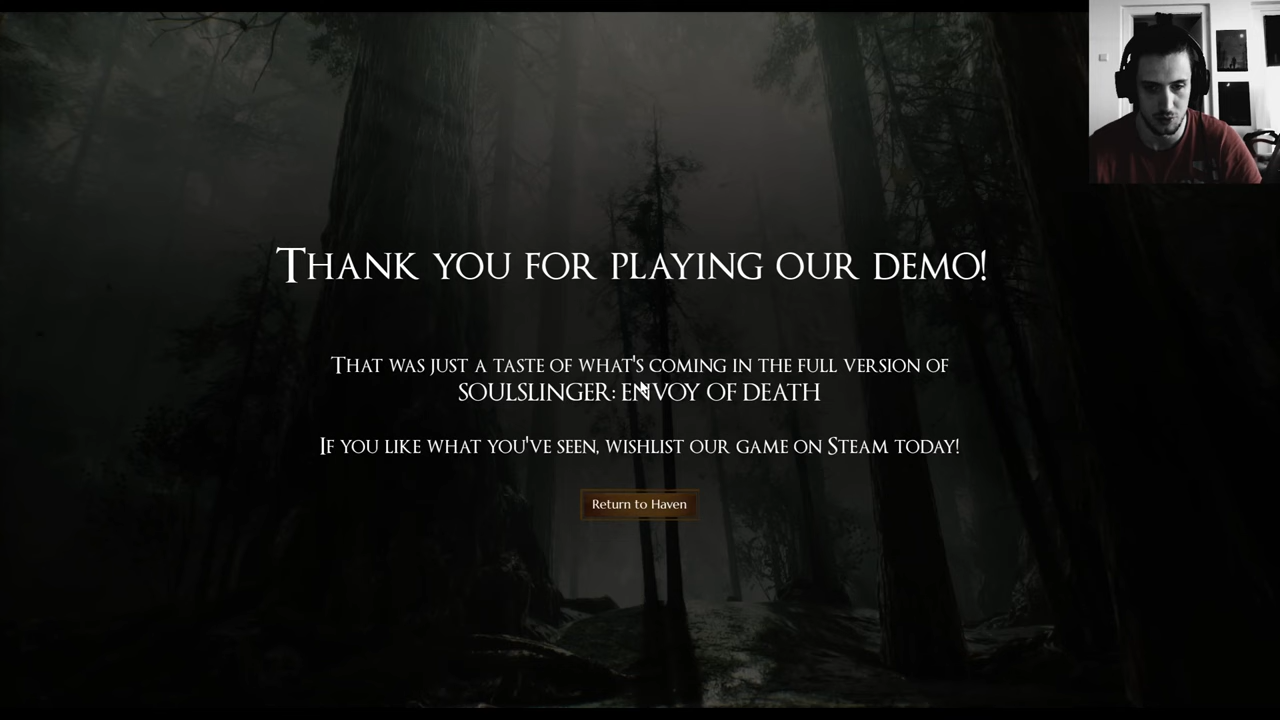 Thank you for playing our demo!
That was just a taste of what's coming in the full version of
SOULSLINGER: ENVOY OF DEATH
If you like what you've seen, wishlist our game on Steam today!
Return to Haven